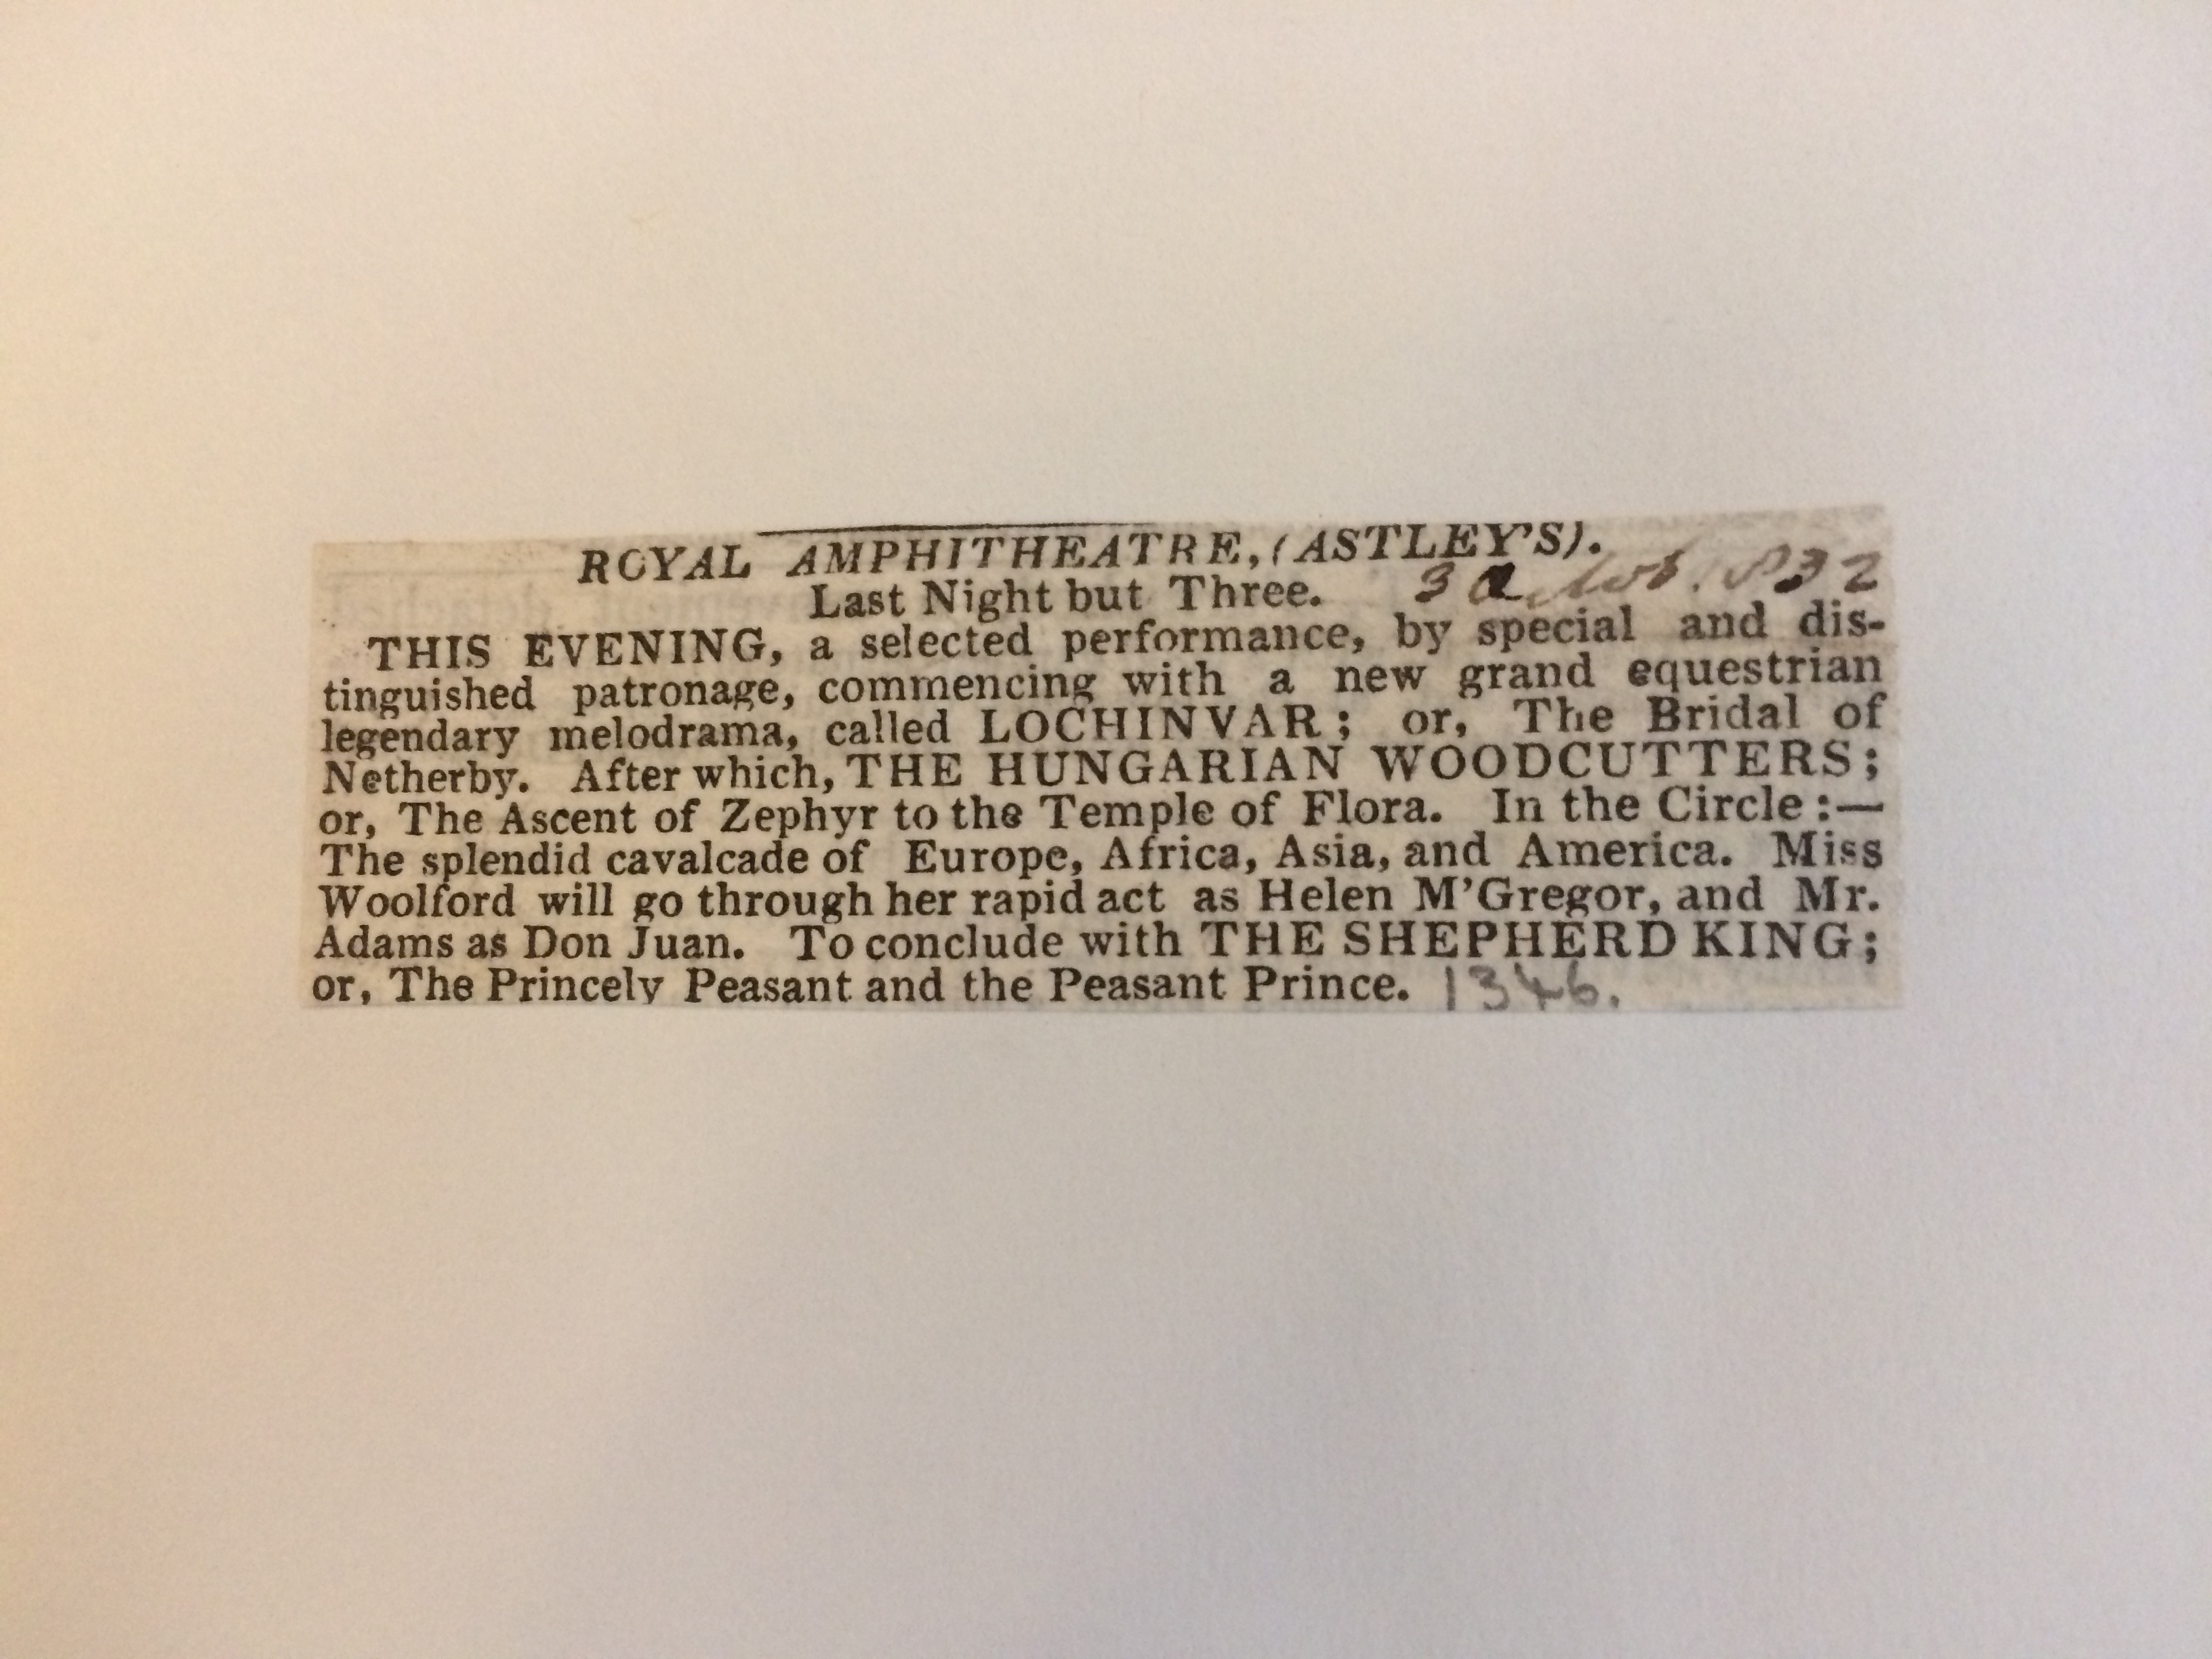 ROYAL AMPHITHEATRE, (ASTLEY'S).
Last Night but Three. 3 1832
THIS EVENING, a selected performance, by special and dis-
tinguished patronage, commencing with a new grand equestrian
legendary melodrama, called LOCHINVAR; or, The Bridal of
Netherby. After which, THE HUNGARIAN WOODCUTTERS;
or, The Ascent of Zephyr to the Temple of Flora. In the Circle:—
The splendid cavalcade of Europe, Africa, Asia, and America. Miss
Woolford will go through her rapid act as Helen M'Gregor, and Mr.
Adams as Don Juan. To conclude with THE SHEPHERD KING;
or, The Princely Peasant and the Peasant Prince. 1346.